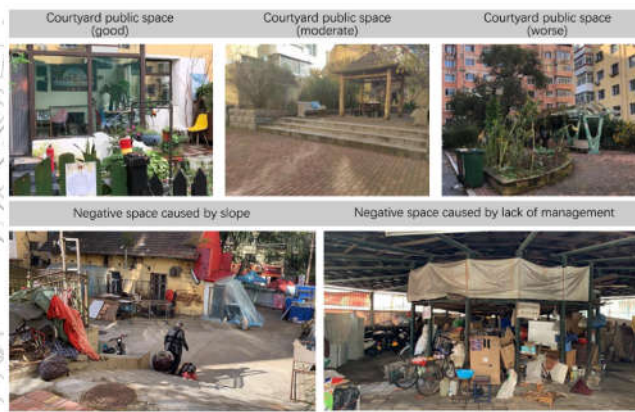 Courtyard public space
(good)
Courtyard public space
(moderate)
Courtyard public space
(worse)
Negative space caused by slope
Negative space caused by lack of management